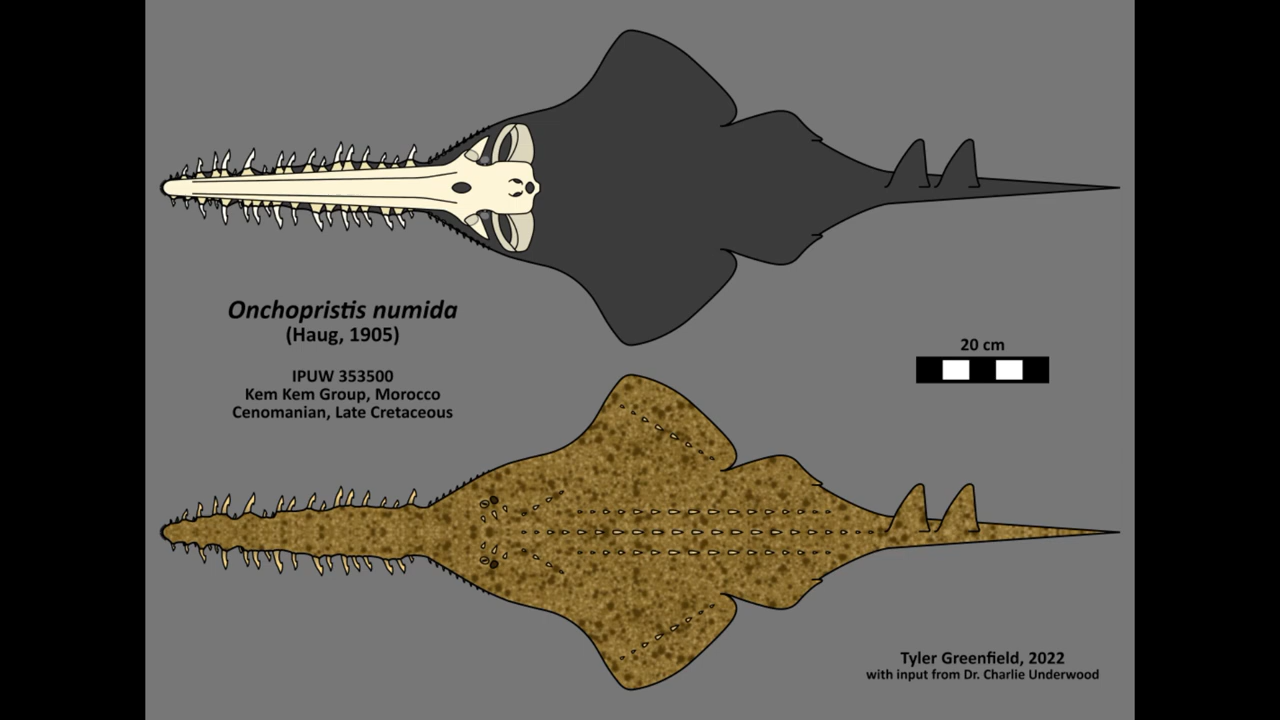 Onchopristis numida
(Haug, 1905)
IPUW 353500
Kem Kem Group, Morocco
Cenomanian, Late Cretaceous
20 cm
Tyler Greenfield, 2022
with input from Dr. Charlie Underwood